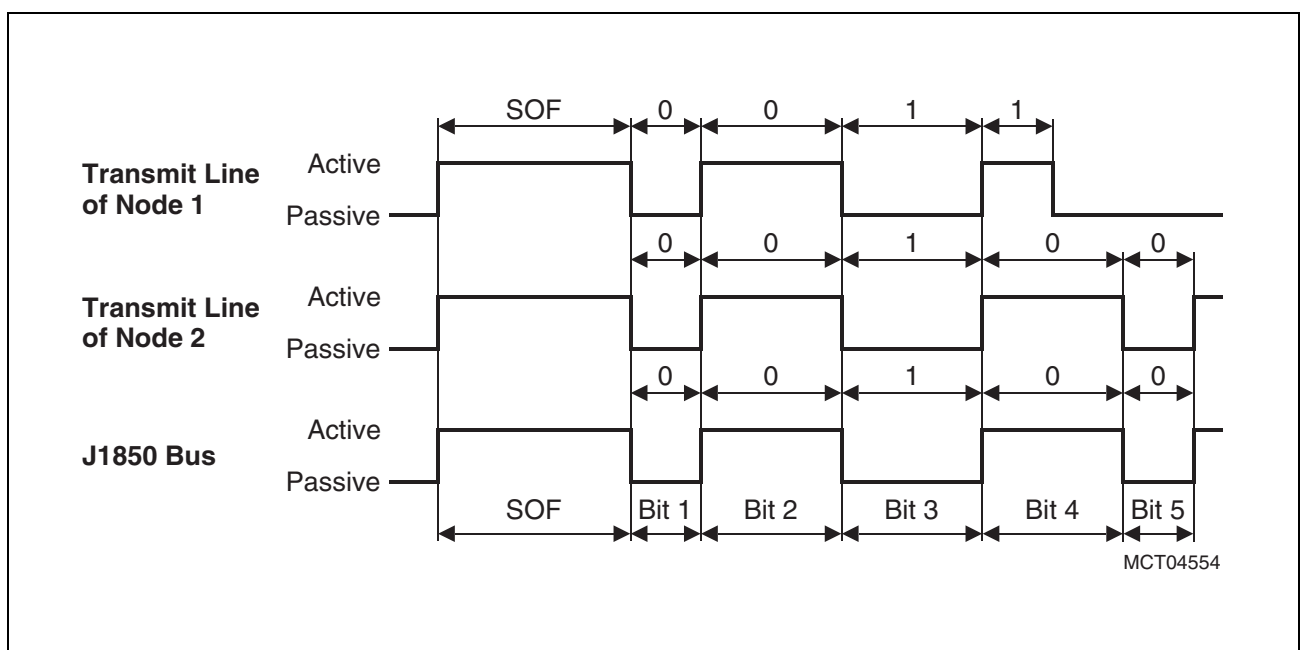 SOF 0 0 1 1
Transmit Line
of Node 1
Active
Passive
0 0 1 0 0
Transmit Line
of Node 2
Active
Passive
0 0 1 0 0
J1850 Bus
Active
Passive
SOF Bit 1 Bit 2 Bit 3 Bit 4 Bit 5
MCT04554